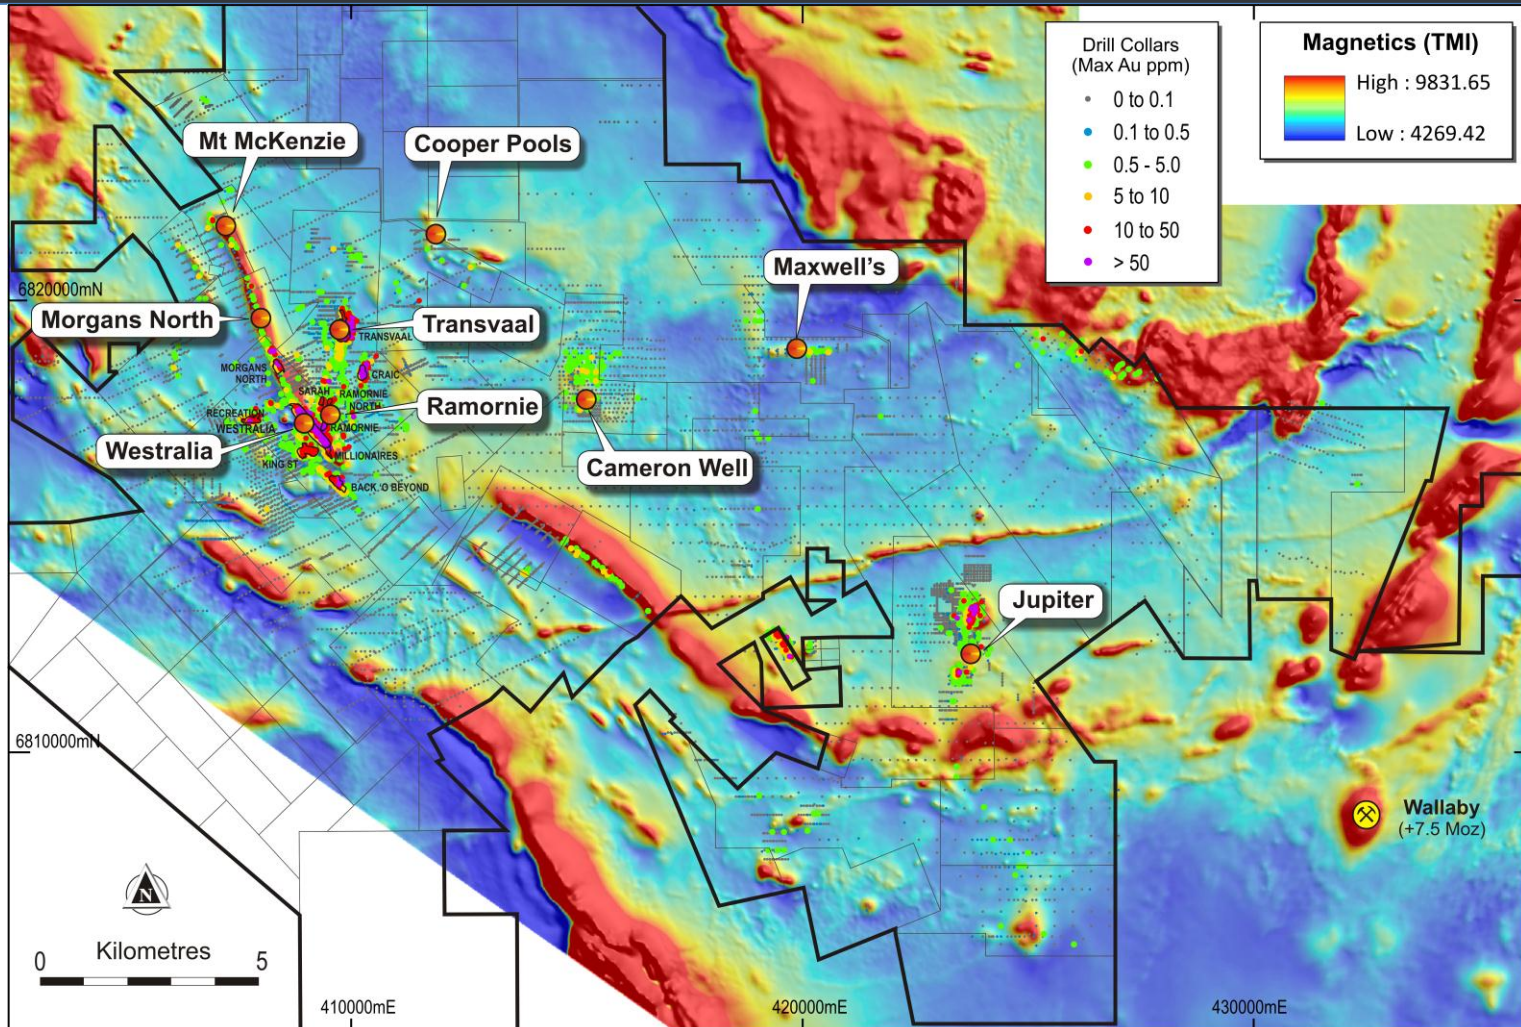 Drill Collars
(Max Au ppm)
0 to 0.1
0.1 to 0.5
0.5 - 5.0
5 to 10
10 to 50
> 50
Magnetics (TMI)
High : 9831.65
Low : 4269.42
Mt McKenzie
Cooper Pools
Maxwell's
6820000mN
Morgans North
Transvaal
TRANSVAAL
MORGANS
NORTH
CRAIC
SARAH
RAMORNIE
NORTH
Ramornie
RECREATION
WESTRALIA
RAMORNIE
Westralia
KING ST
MILLIONAIRES
Cameron Well
BACK 'O BEYOND
Jupiter
6810000mN
Wallaby
(+7.5 Moz)
N
Kilometres
0 5
410000mE
420000mE
430000mE